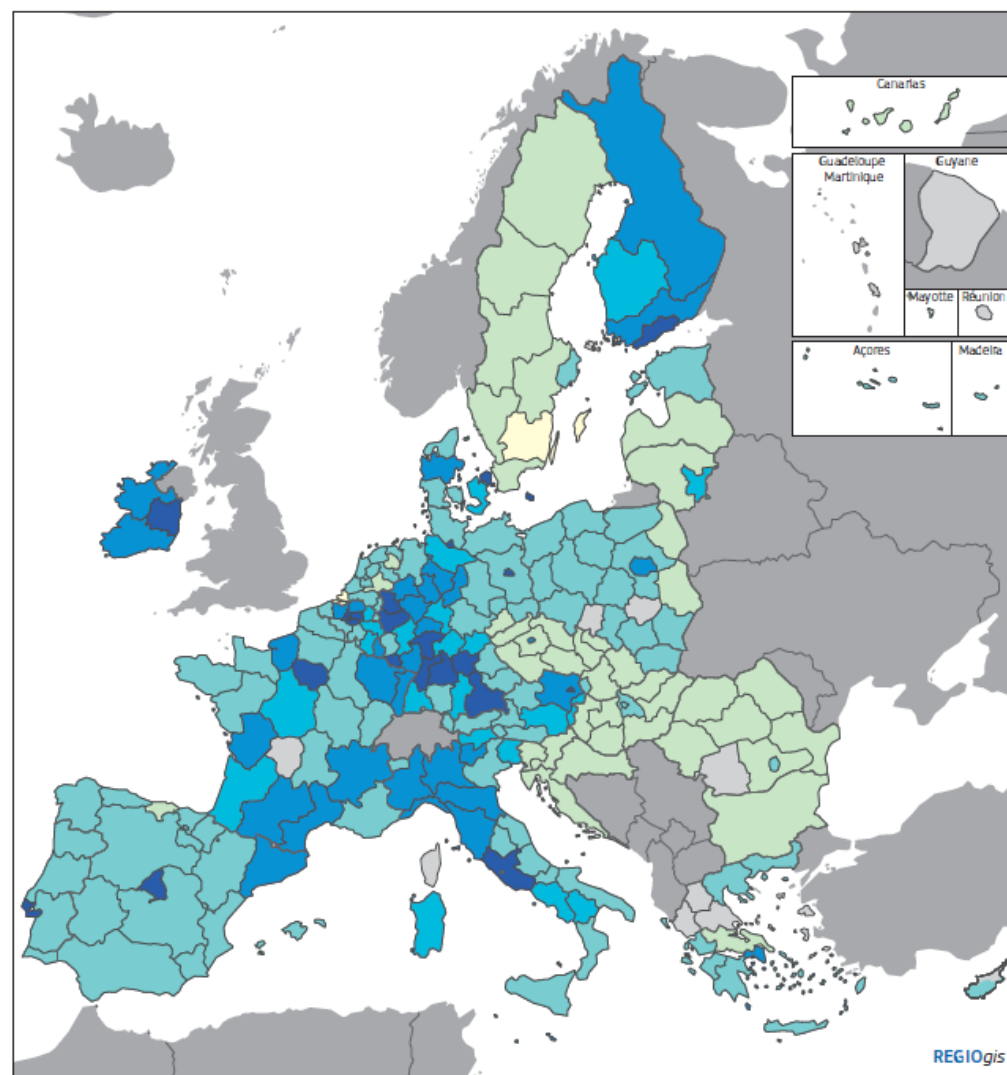 Canarias
Guadeloupe
Martinique
Guyane
Mayotte
Réunion
Açores
Madeira
REGIOgis